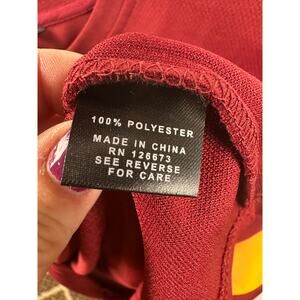 100% POLYESTER
MADE IN CHINA
RN 126673
SEE REVERSE
FOR CARE